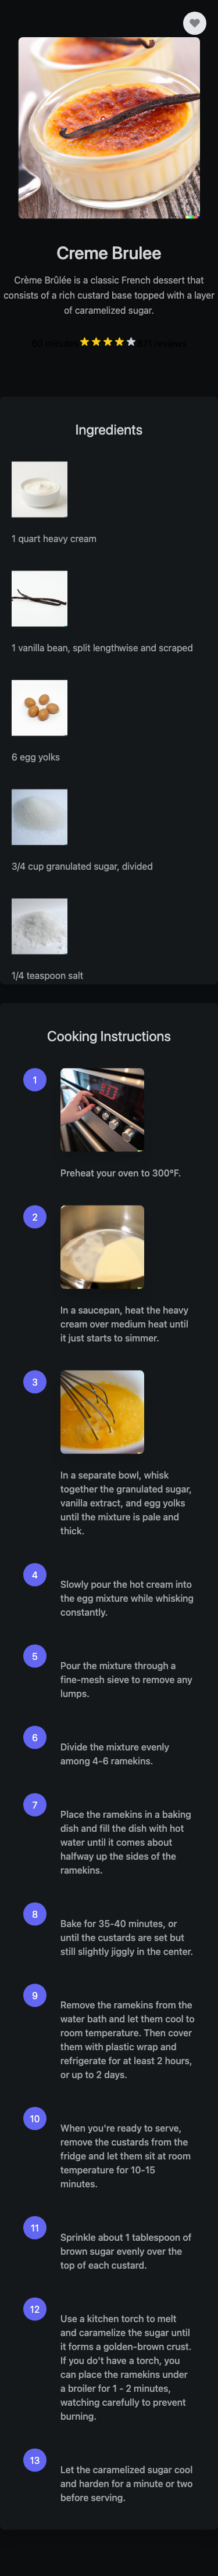 Creme Brulee
Crème Brûlée is a classic French dessert that
consists of a rich custard base topped with a layer
of caramelized sugar.
Ingredients
1 quart heavy cream
1 vanilla bean, split lengthwise and scraped
6 egg yolks
3/4 cup granulated sugar, divided
1/4 teaspoon salt
Cooking Instructions
1
Preheat your oven to 300°F.
2
In a saucepan, heat the heavy
cream over medium heat until
it just starts to simmer.
3
In a separate bowl, whisk
together the granulated sugar,
vanilla extract, and egg yolks
until the mixture is pale and
thick.
4
Slowly pour the hot cream into
the egg mixture while whisking
constantly.
5
Pour the mixture through a
fine-mesh sieve to remove any
lumps.
6
Divide the mixture evenly
among 4-6 ramekins.
7
Place the ramekins in a baking
dish and fill the dish with hot
water until it comes about
halfway up the sides of the
ramekins.
8
Bake for 35-40 minutes, or
until the custards are set but
still slightly jiggly in the center.
9
Remove the ramekins from the
water bath and let them cool to
room temperature. Then cover
them with plastic wrap and
refrigerate for at least 2 hours,
or up to 2 days.
10
When you're ready to serve,
remove the custards from the
fridge and let them sit at room
temperature for 10-15
minutes.
11
Sprinkle about 1 tablespoon of
brown sugar evenly over the
top of each custard.
12
Use a kitchen torch to melt
and caramelize the sugar until
it forms a golden-brown crust.
If you do't have a torch, you
can place the ramekins under
a broiler for 1 - 2 minutes,
watching carefully to prevent
burning.
13
Let the caramelized sugar cool
and harden for a minute or two
before serving.